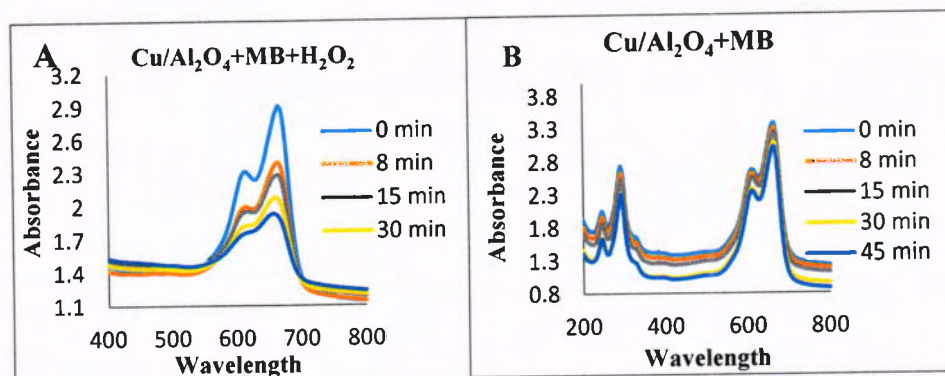 A
Cu/Al₂O₄+MB+H₂O₂
3.2
2.9
2.6
2.3
2
1.7
1.4
1.1
Absorbance
400 500 600 700 800
Wavelength
0 min
8 min
15 min
30 min
B
Cu/Al₂O₄+MB
3.8
3.3
2.8
2.3
1.8
1.3
0.8
Absorbance
200 400 600 800
Wavelength
0 min
8 min
15 min
30 min
45 min